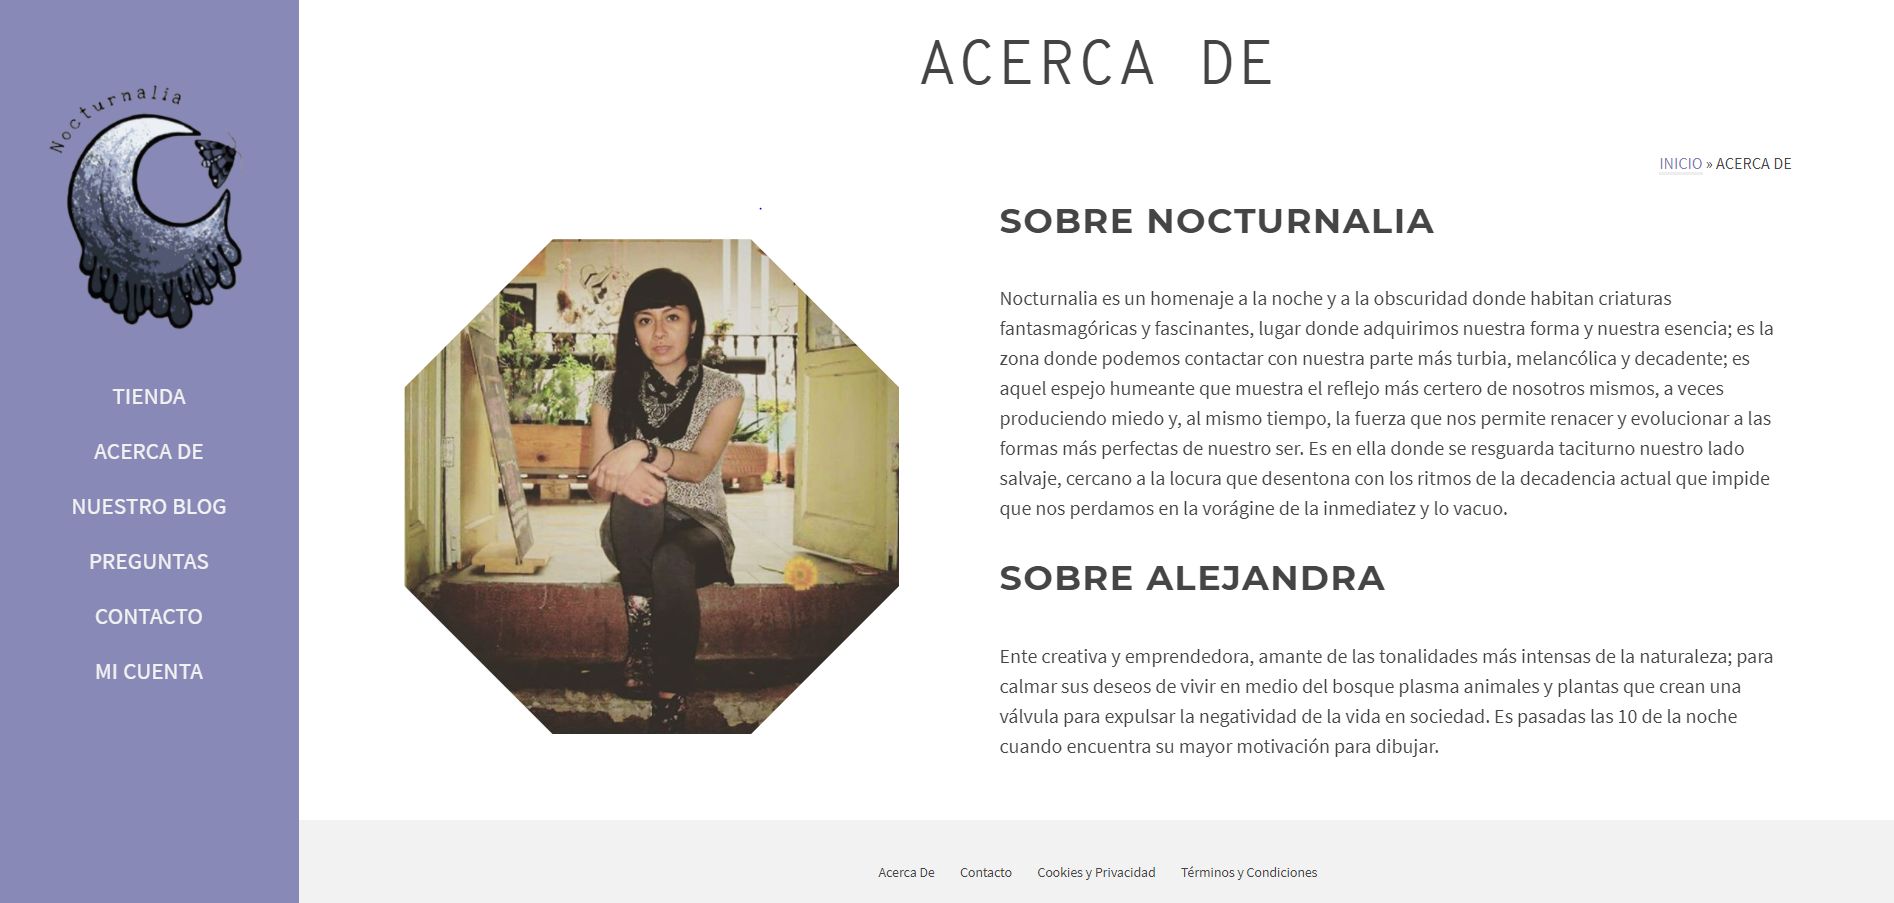 Nocturnalia
TIENDA
ACERCA DE
NUESTRO BLOG
PREGUNTAS
CONTACTO
MI CUENTA
ACERCA DE
INICIO » ACERCA DE
SOBRE NOCTURNALIA
Nocturnalia es un homenaje a la noche y a la obscuridad donde habitan criaturas
fantasmagóricas y fascinantes, lugar donde adquirimos nuestra forma y nuestra esencia; es la
zona donde podemos contactar con nuestra parte más turbia, melancólica y decadente; es
aquel espejo humeante que muestra el reflejo más certero de nosotros mismos, a veces
produciendo miedo y, al mismo tiempo, la fuerza que nos permite renacer y evolucionar a las
formas más perfectas de nuestro ser. Es en ella donde se resguarda taciturno nuestro lado
salvaje, cercano a la locura que desentona con los ritmos de la decadencia actual que impide
que nos perdamos en la vorágine de la inmediatez y lo vacuo.
SOBRE ALEJANDRA
Ente creativa y emprendedora, amante de las tonalidades más intensas de la naturaleza; para
calmar sus deseos de vivir en medio del bosque plasma animales y plantas que crean una
válvula para expulsar la negatividad de la vida en sociedad. Es pasadas las 10 de la noche
cuando encuentra su mayor motivación para dibujar.
Acerca De Contacto Cookies y Privacidad Términos y Condiciones